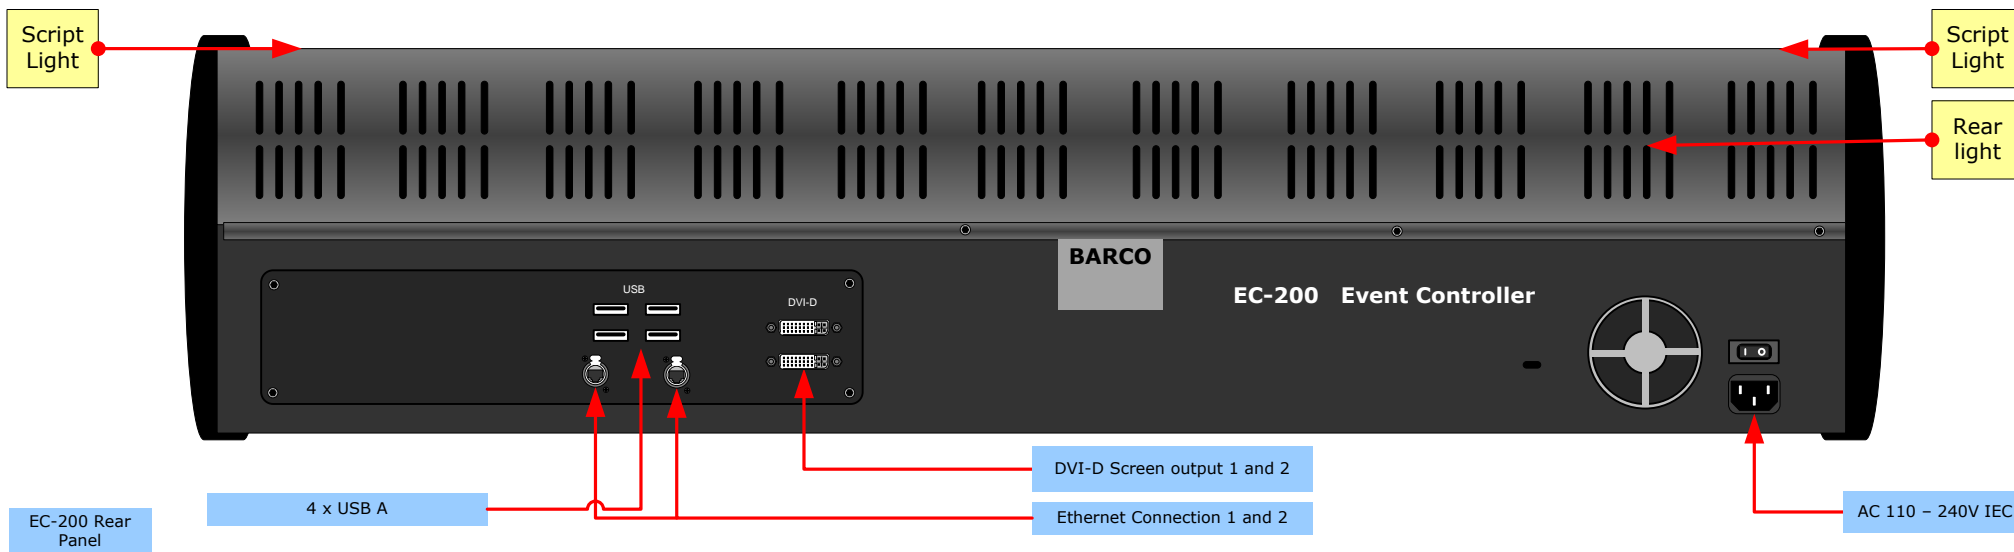 Script
Light
Script
Light
Rear
light
BARCO
EC-200   Event Controller
USB
DVI-D
DVI-D Screen output 1 and 2
4 x USB A
Ethernet Connection 1 and 2
AC 110 – 240V IEC
EC-200 Rear
Panel